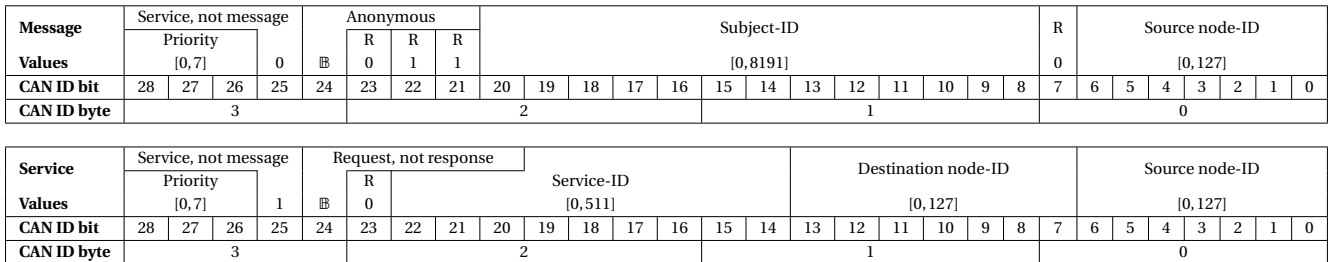 Message Service, not message Anonymous Subject-ID R Source node-ID
Priority R R R
Values [0,7] 0 𝔹 0 1 1 [0,8191] 0 [0,127]
CAN ID bit 28 27 26 25 24 23 22 21 20 19 18 17 16 15 14 13 12 11 10 9 8 7 6 5 4 3 2 1 0
CAN ID byte 3 2 1 0
Service Service, not message Request, not response Destination node-ID Source node-ID
Priority R Service-ID
Values [0,7] 1 𝔹 0 [0,511] [0,127] [0,127]
CAN ID bit 28 27 26 25 24 23 22 21 20 19 18 17 16 15 14 13 12 11 10 9 8 7 6 5 4 3 2 1 0
CAN ID byte 3 2 1 0